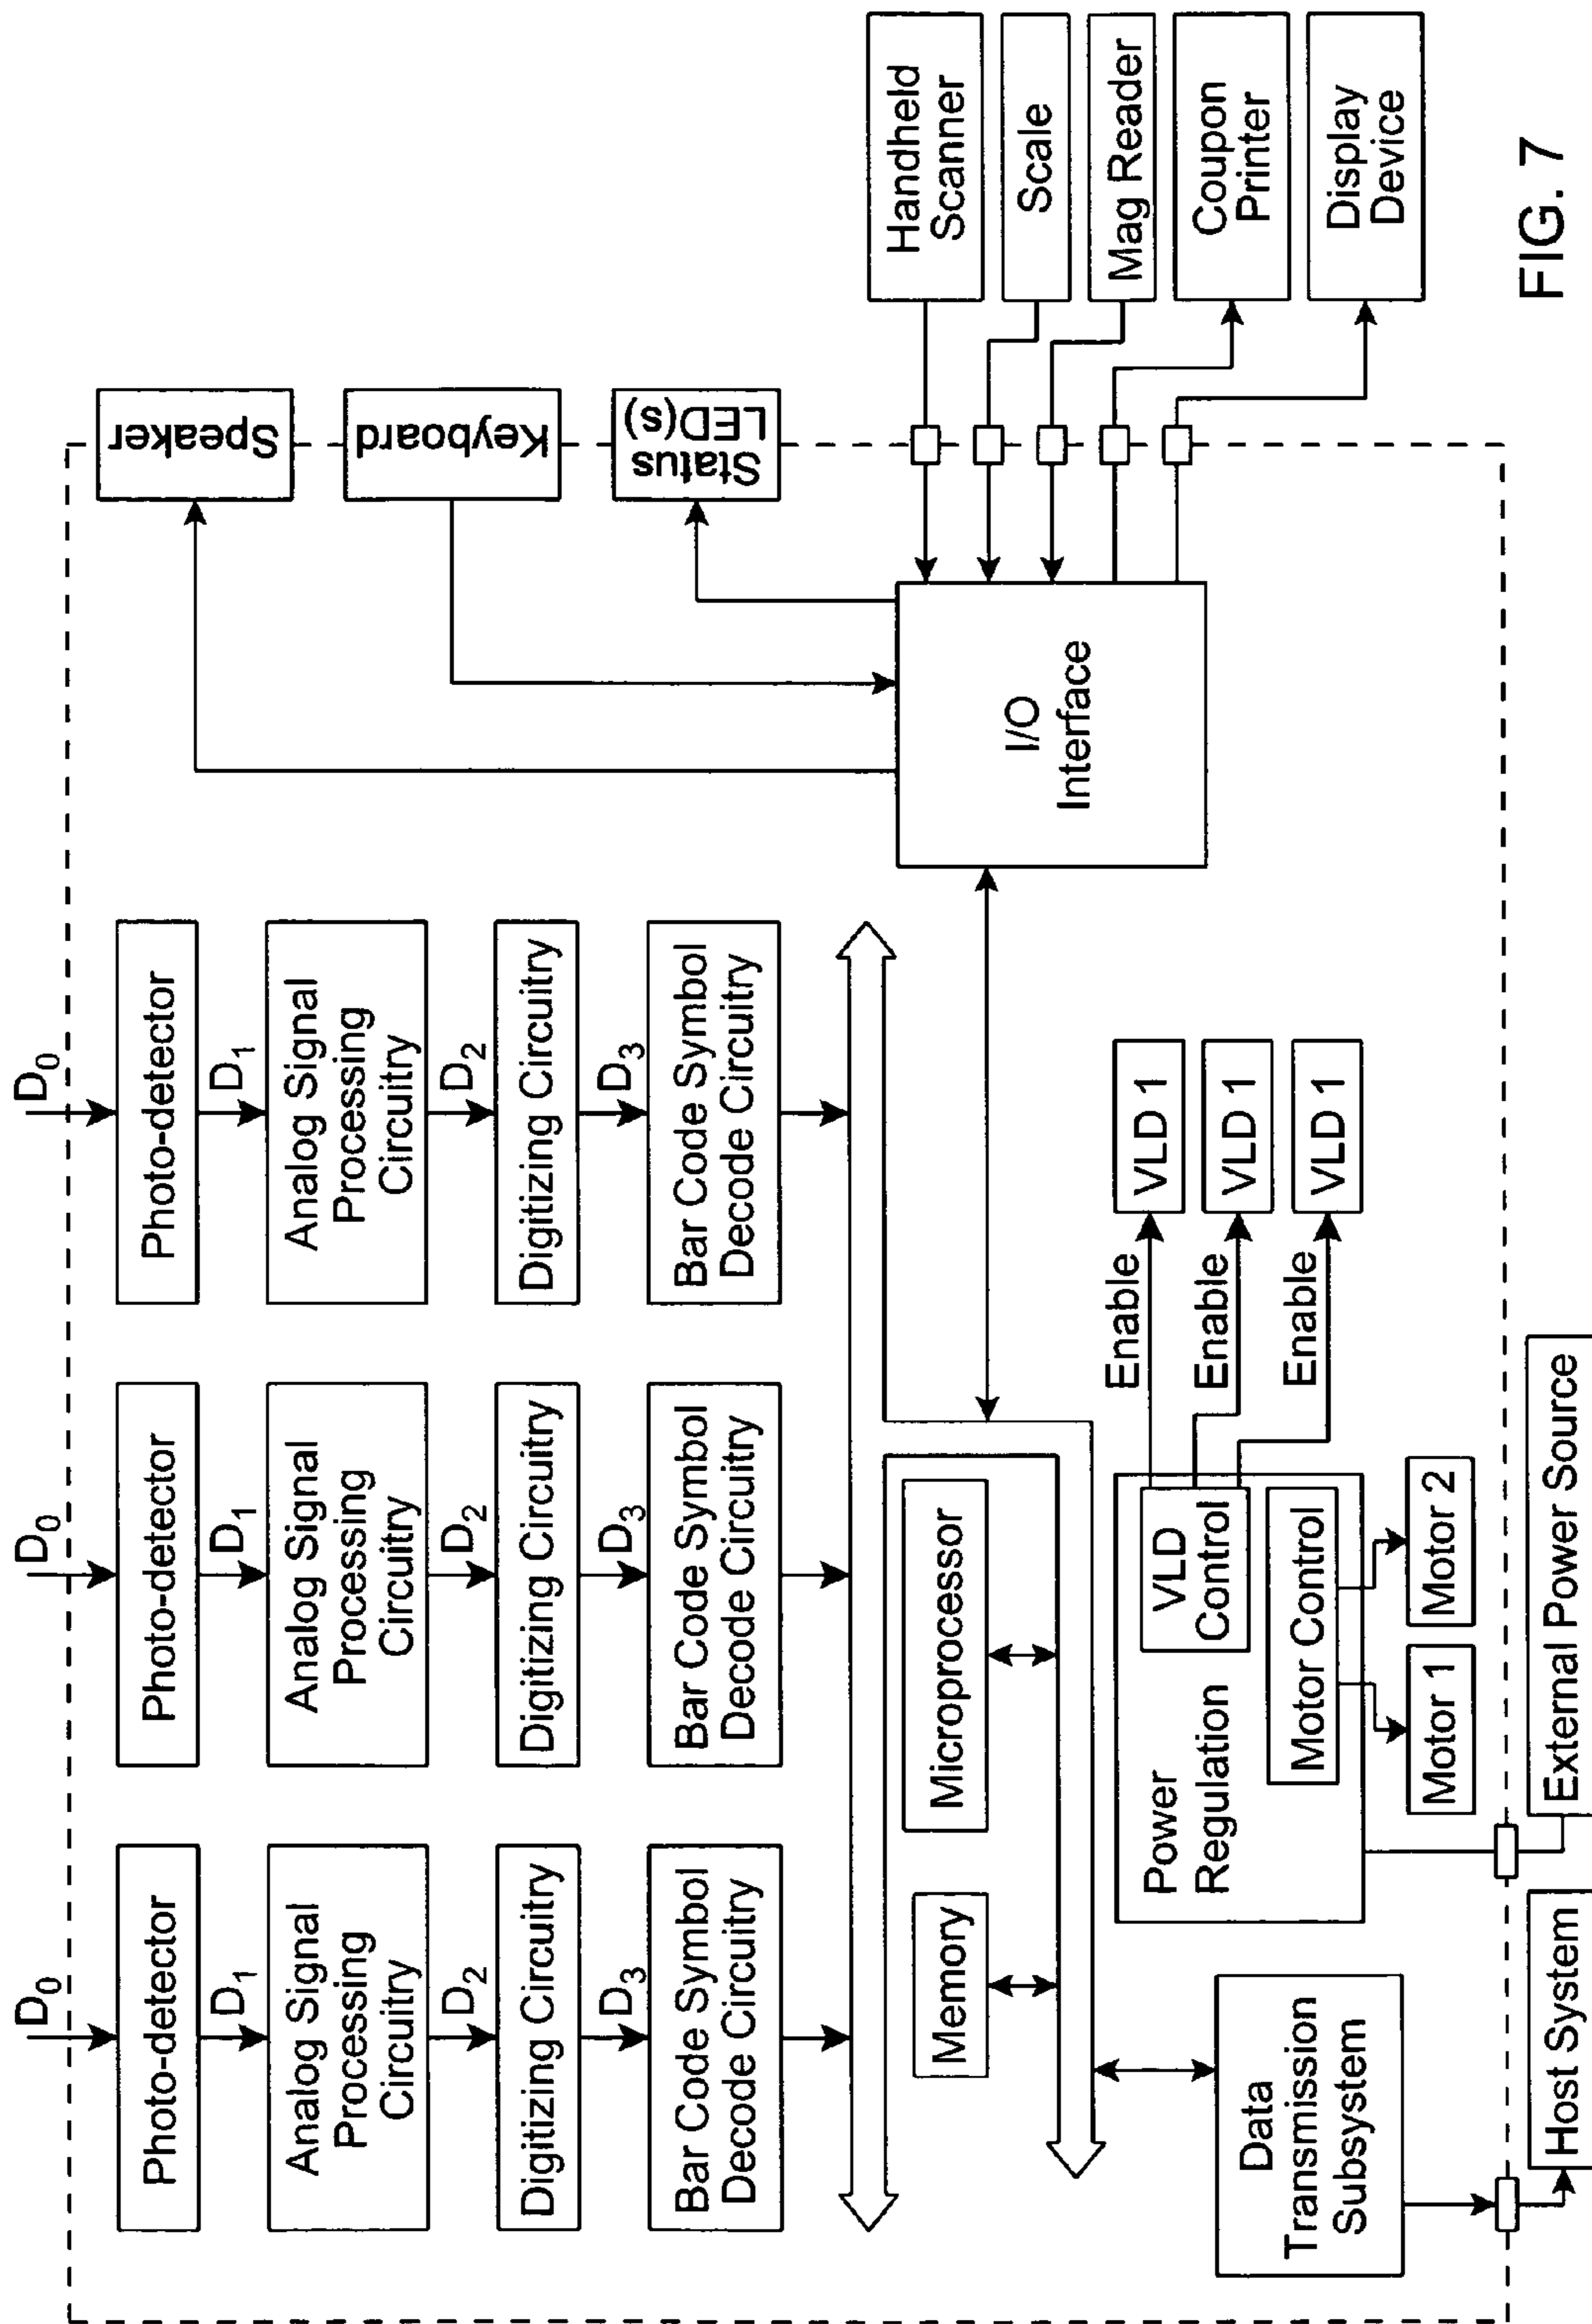 D0
D0
D0
Photo-detector
Photo-detector
Photo-detector
D1
D1
D1
Analog Signal
Processing
Circuitry
Analog Signal
Processing
Circuitry
Analog Signal
Processing
Circuitry
D2
D2
D2
Digitizing Circuitry
Digitizing Circuitry
Digitizing Circuitry
D3
D3
D3
Bar Code Symbol
Decode Circuitry
Bar Code Symbol
Decode Circuitry
Bar Code Symbol
Decode Circuitry
Speaker
Keyboard
Status
LED(s)
Memory
Microprocessor
I/O
Interface
Handheld
Scanner
Scale
Mag Reader
Coupon
Printer
Display
Device
Data
Transmission
Subsystem
Power
Regulation
VLD
Control
Motor Control
Enable
VLD 1
Enable
VLD 1
Enable
VLD 1
Motor 1
Motor 2
Host System
External Power Source
FIG. 7